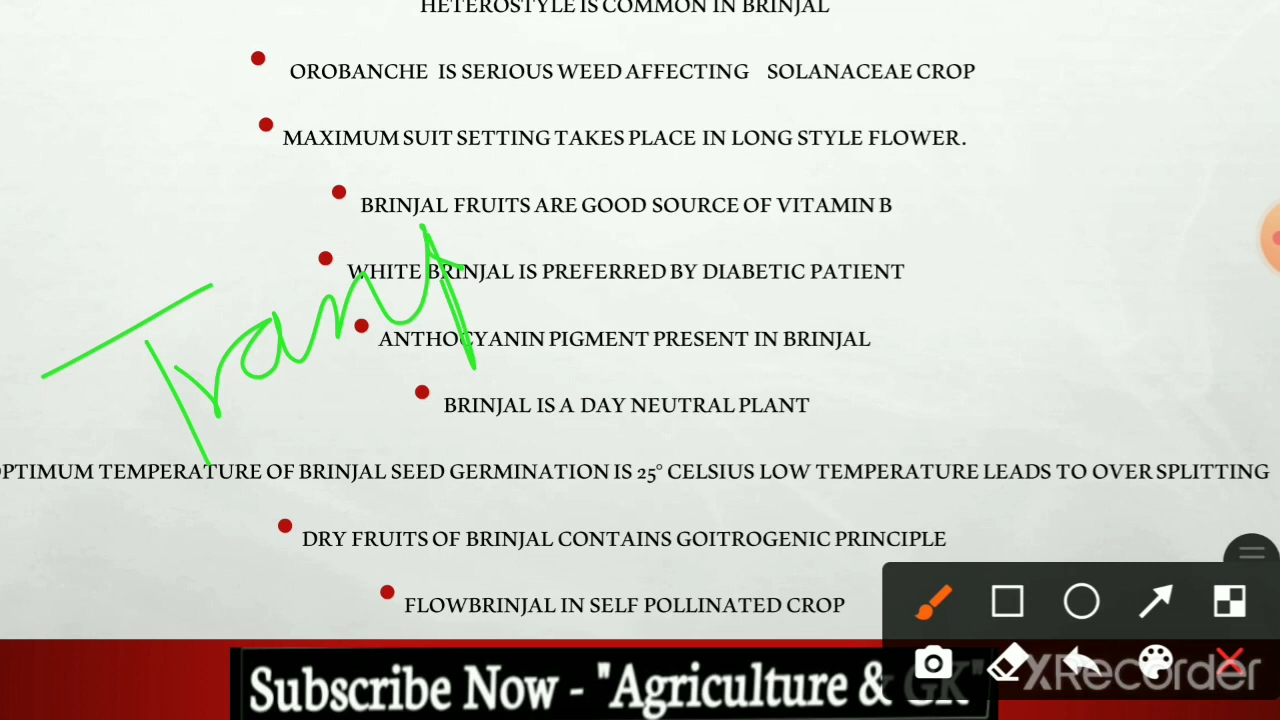 HETEROSTYLE IS COMMON IN BRINJAL
OROBANCHE IS SERIOUS WEED AFFECTING SOLANACEAE CROP
MAXIMUM SUIT SETTING TAKES PLACE IN LONG STYLE FLOWER.
BRINJAL FRUITS ARE GOOD SOURCE OF VITAMIN B
WHITE BRINJAL IS PREFERRED BY DIABETIC PATIENT
ANTHOCYANIN PIGMENT PRESENT IN BRINJAL
BRINJAL IS A DAY NEUTRAL PLANT
OPTIMUM TEMPERATURE OF BRINJAL SEED GERMINATION IS 25° CELSIUS LOW TEMPERATURE LEADS TO OVER SPLITTING
DRY FRUITS OF BRINJAL CONTAINS GOITROGENIC PRINCIPLE
FLOWBRINJAL IN SELF POLLINATED CROP
Subscribe Now - "Agriculture & GK"
XRecorder